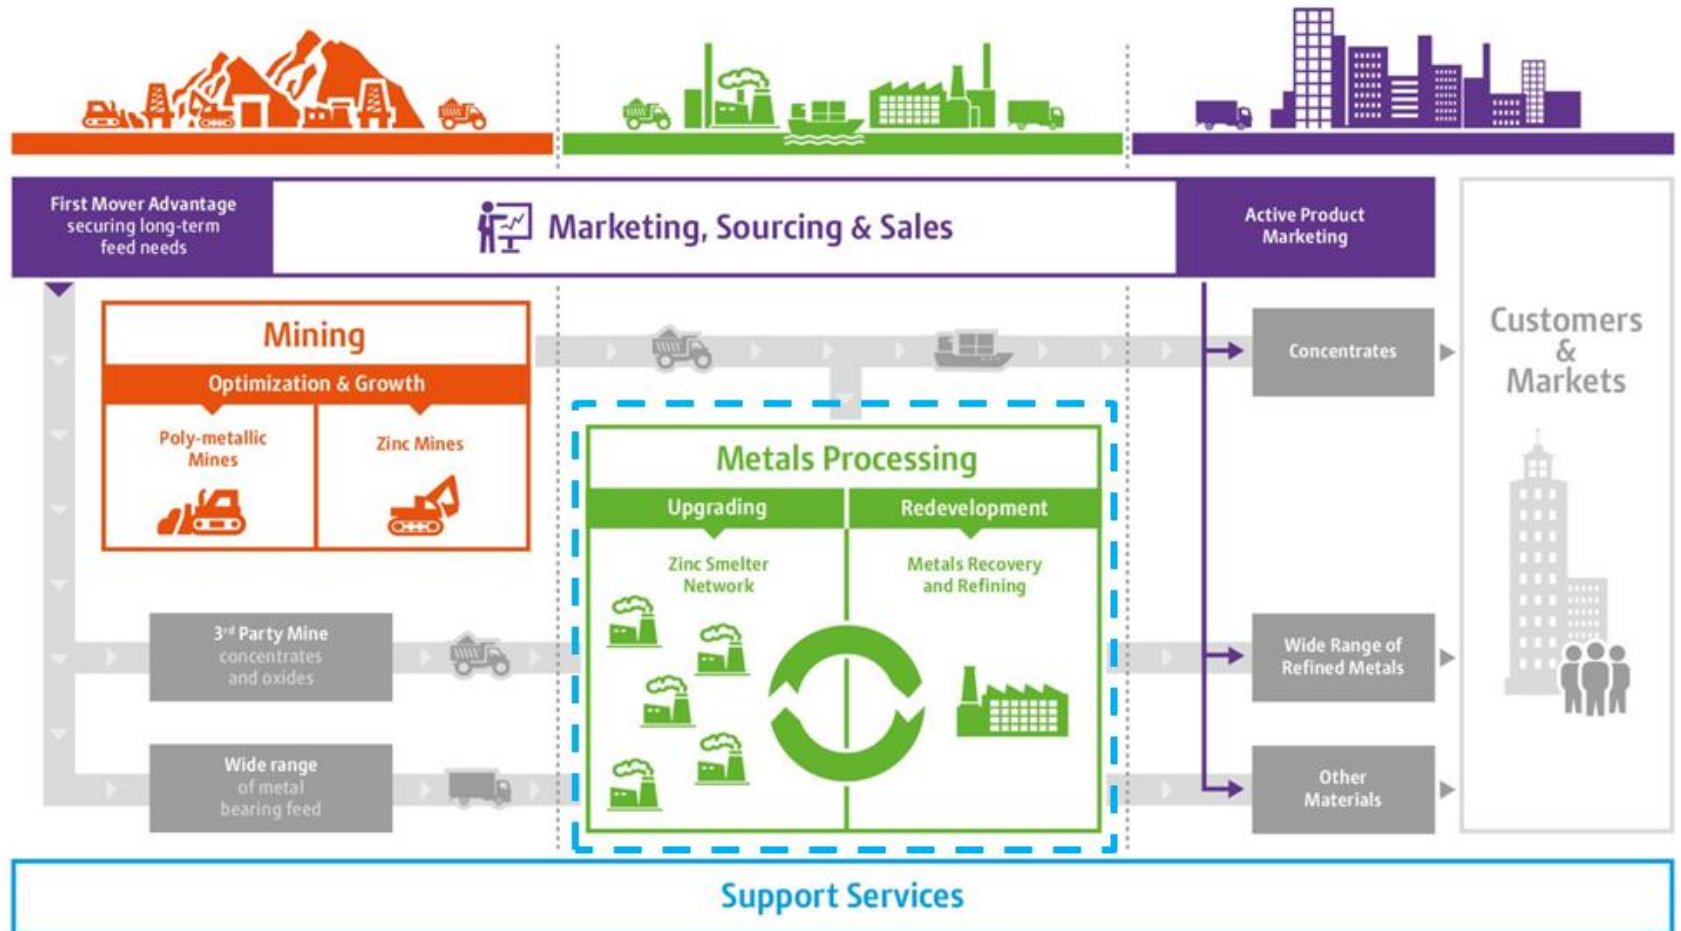 First Mover Advantage
securing long-term
feed needs
Marketing, Sourcing & Sales
Active Product
Marketing
Mining
Optimization & Growth
Poly-metallic
Mines
Zinc Mines
Concentrates
Customers
&
Markets
Metals Processing
Upgrading
Redevelopment
Zinc Smelter
Network
Metals Recovery
and Refining
3rd Party Mine
concentrates
and oxides
Wide Range of
Refined Metals
Wide range
of metal
bearing feed
Other
Materials
Support Services